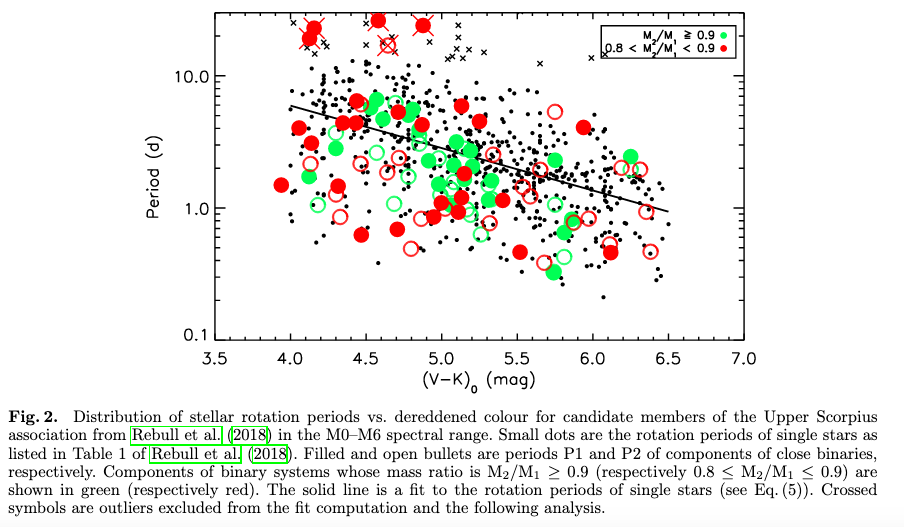 M₂/M₁ ≥ 0.9
0.8 < M₂/M₁ < 0.9
10.0
1.0
0.1
Period (d)
3.5 4.0 4.5 5.0 5.5 6.0 6.5 7.0
(V−K)₀ (mag)
Fig. 2. Distribution of stellar rotation periods vs. dereddened colour for candidate members of the Upper Scorpius
association from Rebull et al. (2018) in the M0–M6 spectral range. Small dots are the rotation periods of single stars as
listed in Table 1 of Rebull et al. (2018). Filled and open bullets are periods P1 and P2 of components of close binaries,
respectively. Components of binary systems whose mass ratio is M₂/M₁ ≥ 0.9 (respectively 0.8 ≤ M₂/M₁ < 0.9) are
shown in green (respectively red). The solid line is a fit to the rotation periods of single stars (see Eq. (5)). Crossed
symbols are outliers excluded from the fit computation and the following analysis.